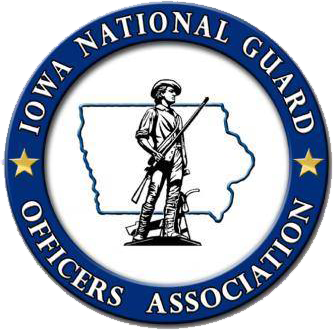 IOWA NATIONAL GUARD
OFFICERS ASSOCIATION